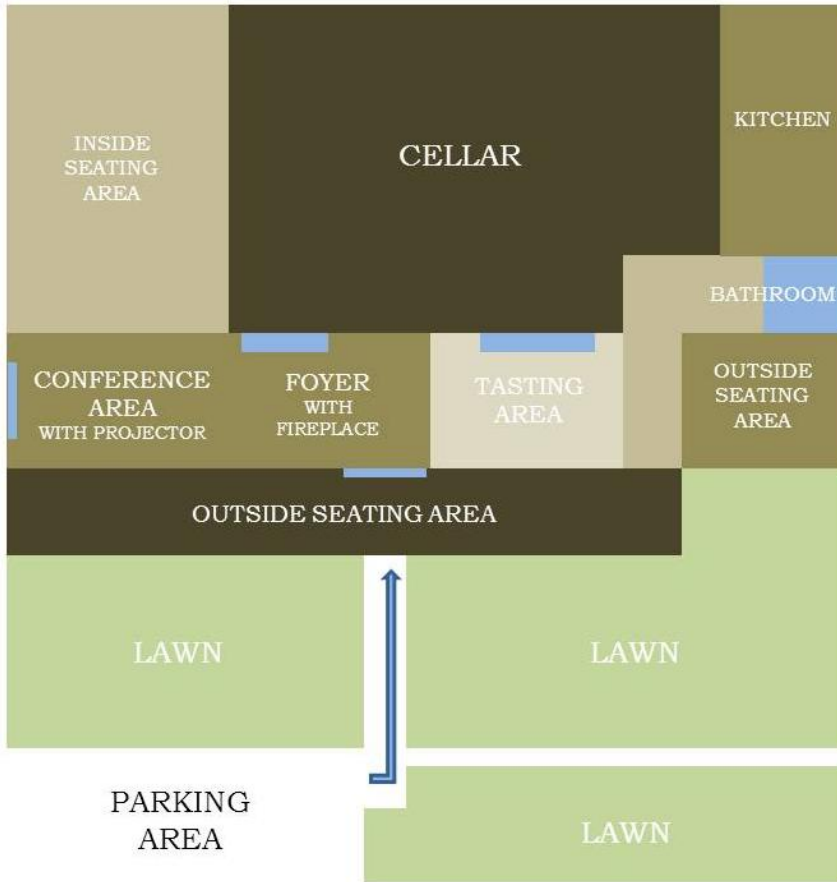 INSIDE
SEATING
AREA
CELLAR
KITCHEN
BATHROOM
CONFERENCE
AREA
WITH PROJECTOR
FOYER
WITH
FIREPLACE
TASTING
AREA
OUTSIDE
SEATING
AREA
OUTSIDE SEATING AREA
LAWN
LAWN
PARKING
AREA
LAWN